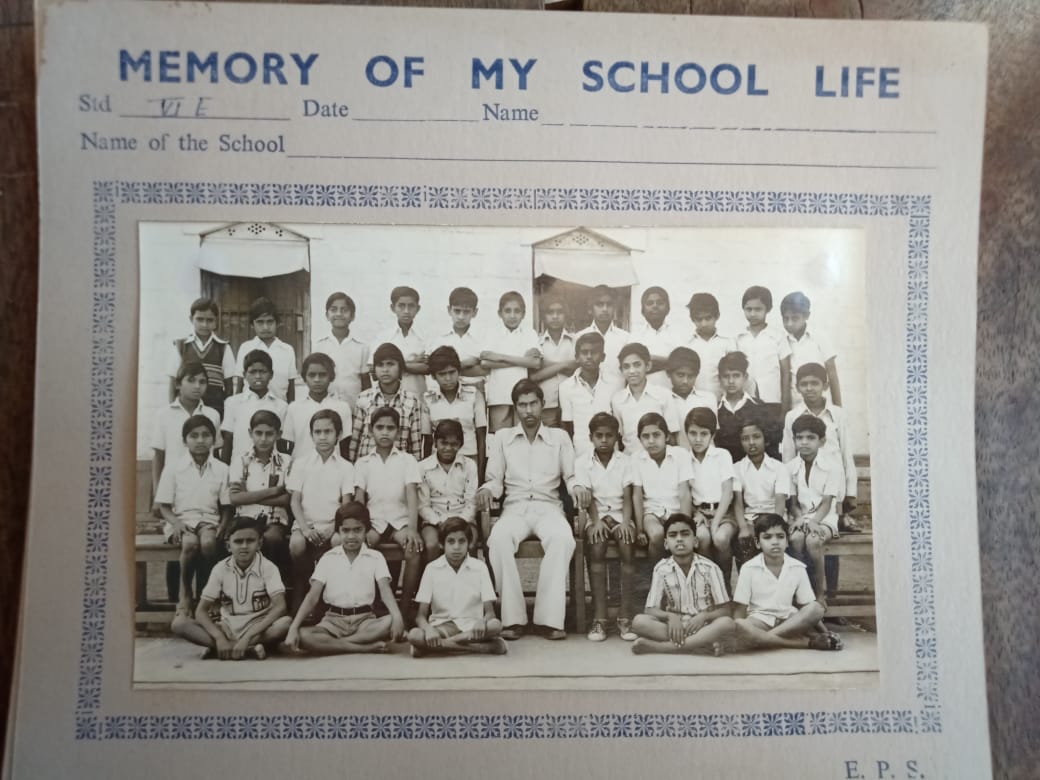 MEMORY OF MY SCHOOL LIFE
Std VI E Date Name
Name of the School
E. P. S.